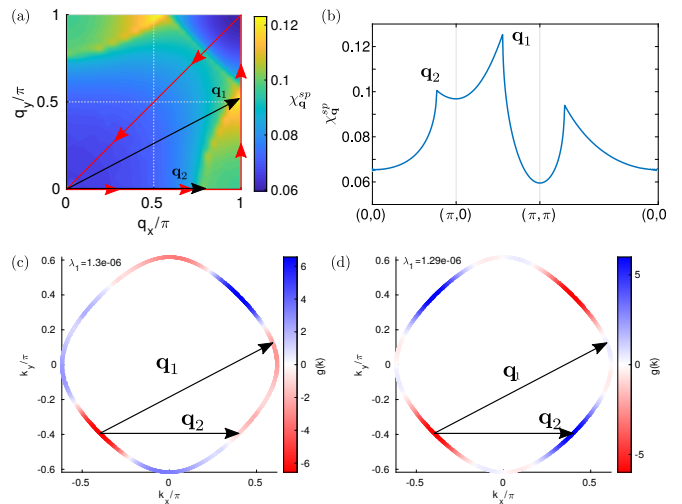 (a)
1
0.5
0
0
0.5
1
q_y/π
q_x/π
q_1
q_2
0.12
0.1
0.08
0.06
χ_q^{sp}
(b)
0.12
0.1
0.08
0.06
χ_q^{sp}
q_2
q_1
(0,0)
(π,0)
(π,π)
(0,0)
(c)
λ_1=1.3e-06
0.6
0.4
0.2
0
-0.2
-0.4
-0.6
k_y/π
-0.5
0
0.5
k_x/π
q_1
q_2
6
4
2
0
-2
-4
-6
g(k)
(d)
λ_1=1.29e-06
0.6
0.4
0.2
0
-0.2
-0.4
-0.6
k_y/π
-0.5
0
0.5
k_x/π
q_1
q_2
5
0
-5
g(k)